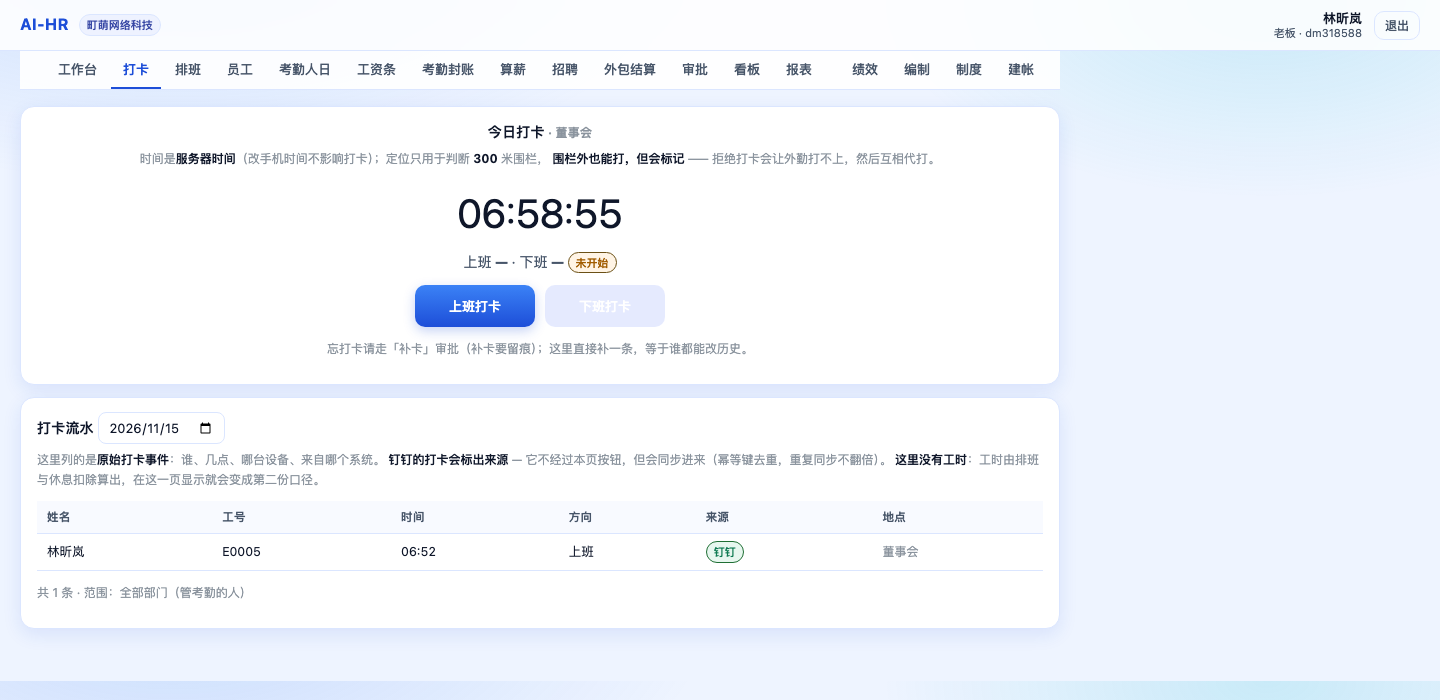 AI-HR 町萌网络科技
林昕岚
老板 · dm318588
退出
工作台 打卡 排班 员工 考勤人日 工资条 考勤封账 算薪 招聘 外包结算 审批 看板 报表 绩效 编制 制度 建帐
今日打卡 · 董事会
时间是服务器时间（改手机时间不影响打卡）；定位只用于判断 300 米围栏， 围栏外也能打，但会标记 —— 拒绝打卡会让外勤打不上，然后互相代打。
06:58:55
上班 — · 下班 — 未开始
上班打卡 下班打卡
忘打卡请走「补卡」审批（补卡要留痕）；这里直接补一条，等于谁都能改历史。
打卡流水 2026/11/15
这里列的是原始打卡事件：谁、几点、哪台设备、来自哪个系统。 钉钉的打卡会标出来源 — 它不经过本页按钮，但会同步进来（幂等键去重，重复同步不翻倍）。 这里没有工时：工时由排班
与休息扣除算出，在这一页显示就会变成第二份口径。
姓名 工号 时间 方向 来源 地点
林昕岚 E0005 06:52 上班 钉钉 董事会
共 1 条 · 范围：全部部门（管考勤的人）